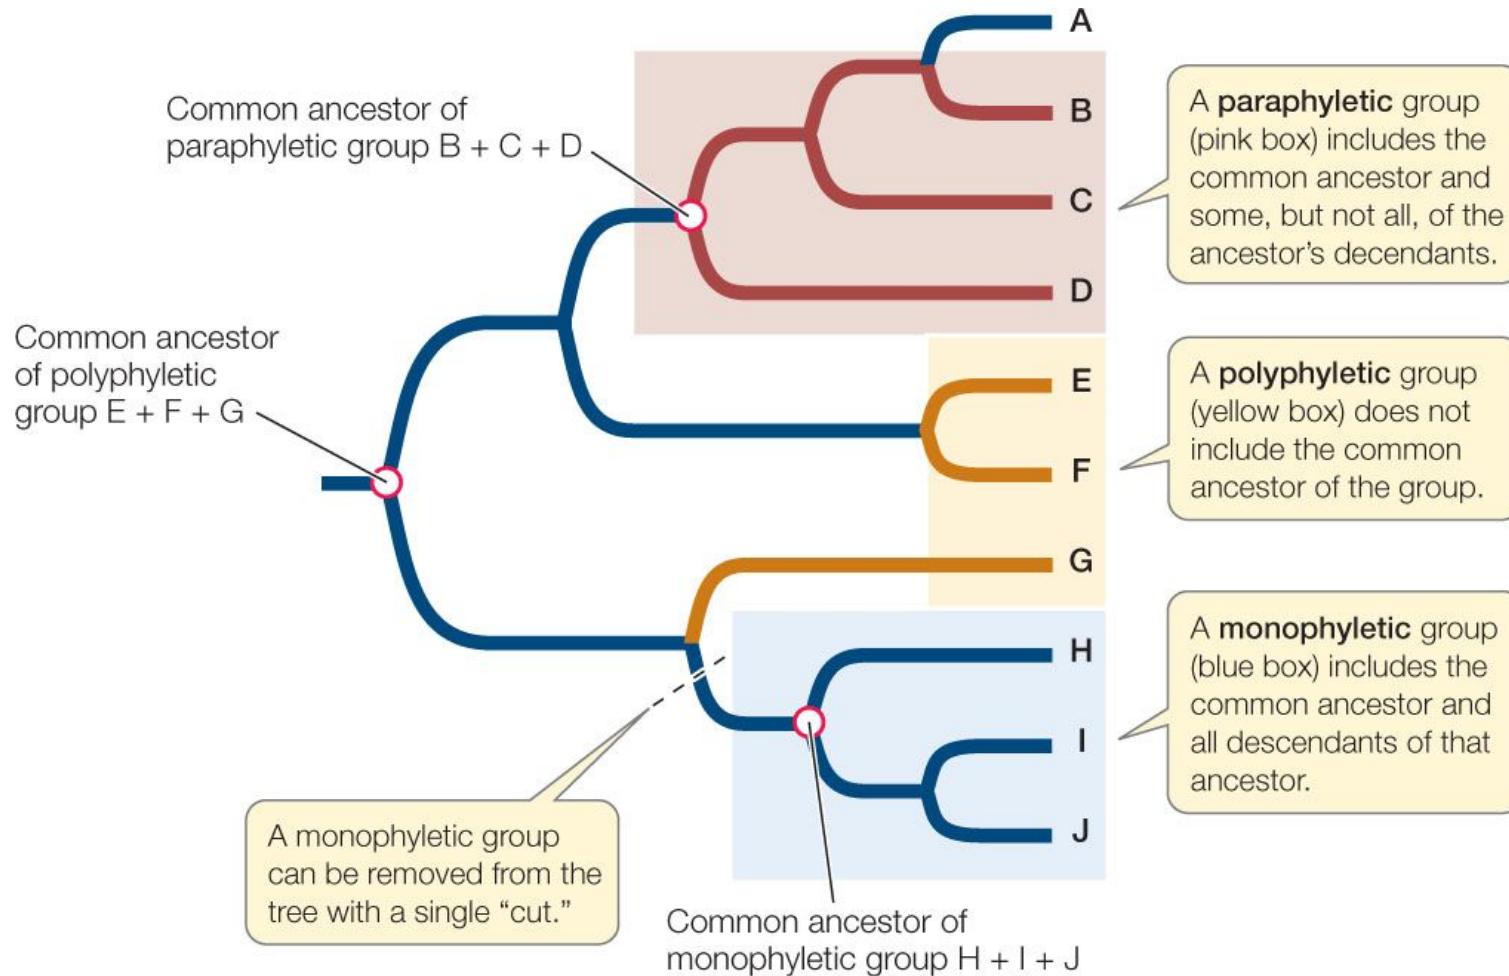 A
Common ancestor of
paraphyletic group B + C + D
B
C
D
A paraphyletic group
(pink box) includes the
common ancestor and
some, but not all, of the
ancestor’s decendants.
Common ancestor
of polyphyletic
group E + F + G
E
F
G
A polyphyletic group
(yellow box) does not
include the common
ancestor of the group.
H
I
J
A monophyletic group
(blue box) includes the
common ancestor and
all descendants of that
ancestor.
A monophyletic group
can be removed from the
tree with a single “cut.”
Common ancestor of
monophyletic group H + I + J